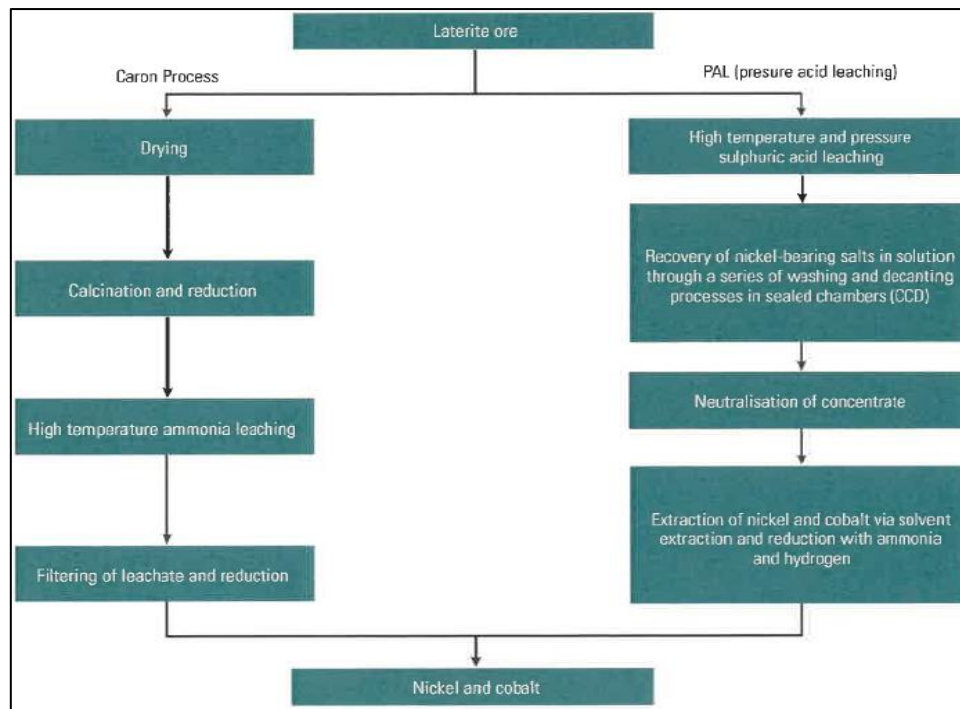 Laterite ore
Caron Process
PAL (presure acid leaching)
Drying
High temperature and pressure
sulphuric acid leaching
Calcination and reduction
Recovery of nickel-bearing salts in solution
through a series of washing and decanting
processes in sealed chambers (CCD)
High temperature ammonia leaching
Neutralisation of concentrate
Filtering of leachate and reduction
Extraction of nickel and cobalt via solvent
extraction and reduction with ammonia
and hydrogen
Nickel and cobalt